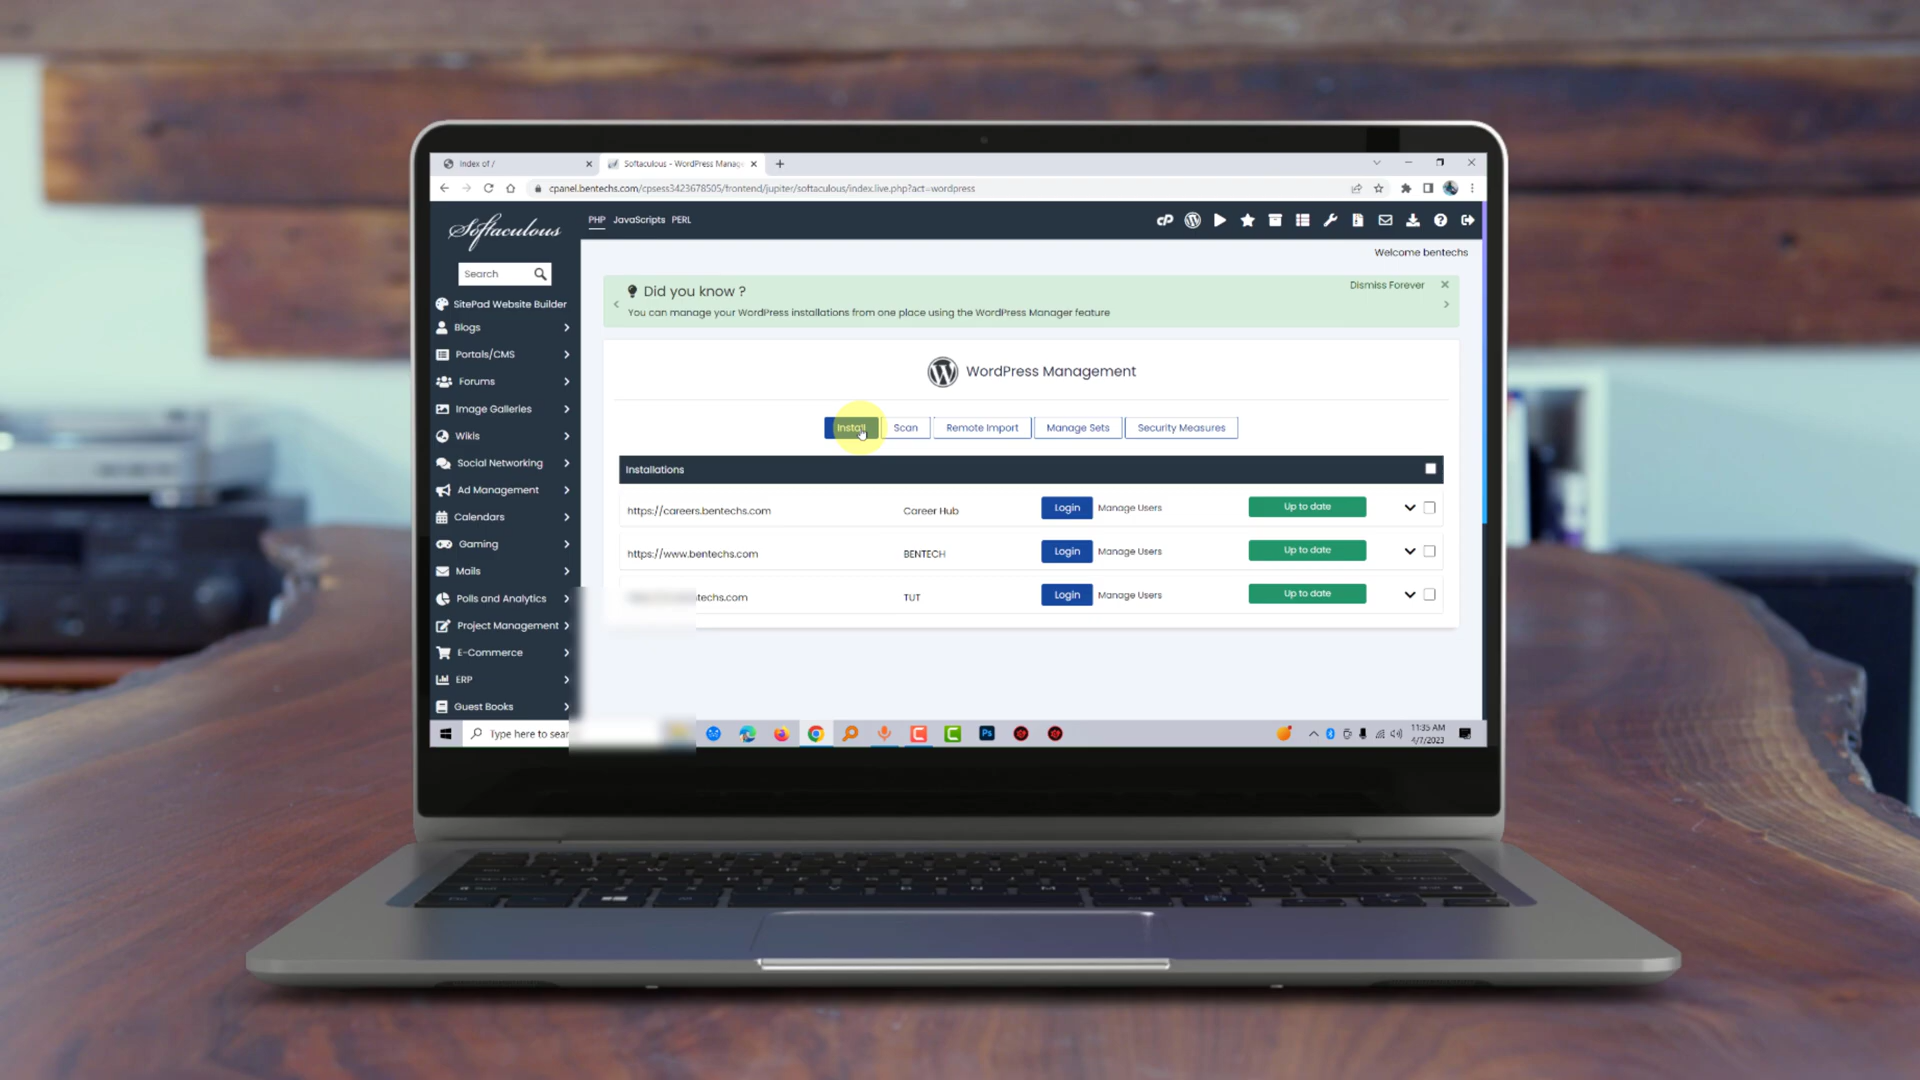 Index of /
Softaculous - WordPress Manag
cpanel.bentechs.com/cpsess3423678505/frontend/jupiter/softaculous/index.live.php?act=wordpress
Softaculous
PHP JavaScripts PERL
cP
Welcome bentechs
Search
Did you know ?
Dismiss Forever
You can manage your WordPress installations from one place using the WordPress Manager feature
SitePad Website Builder
Blogs
Portals/CMS
Forums
Image Galleries
Wikis
Social Networking
Ad Management
Calendars
Gaming
Mails
Polls and Analytics
Project Management
E-Commerce
ERP
Guest Books
WordPress Management
Install Scan Remote Import Manage Sets Security Measures
Installations
https://careers.bentechs.com Career Hub Login Manage Users Up to date
https://www.bentechs.com BENTECH Login Manage Users Up to date
techs.com TUT Login Manage Users Up to date
Type here to sear
Ps
11:35 AM
4/7/2023